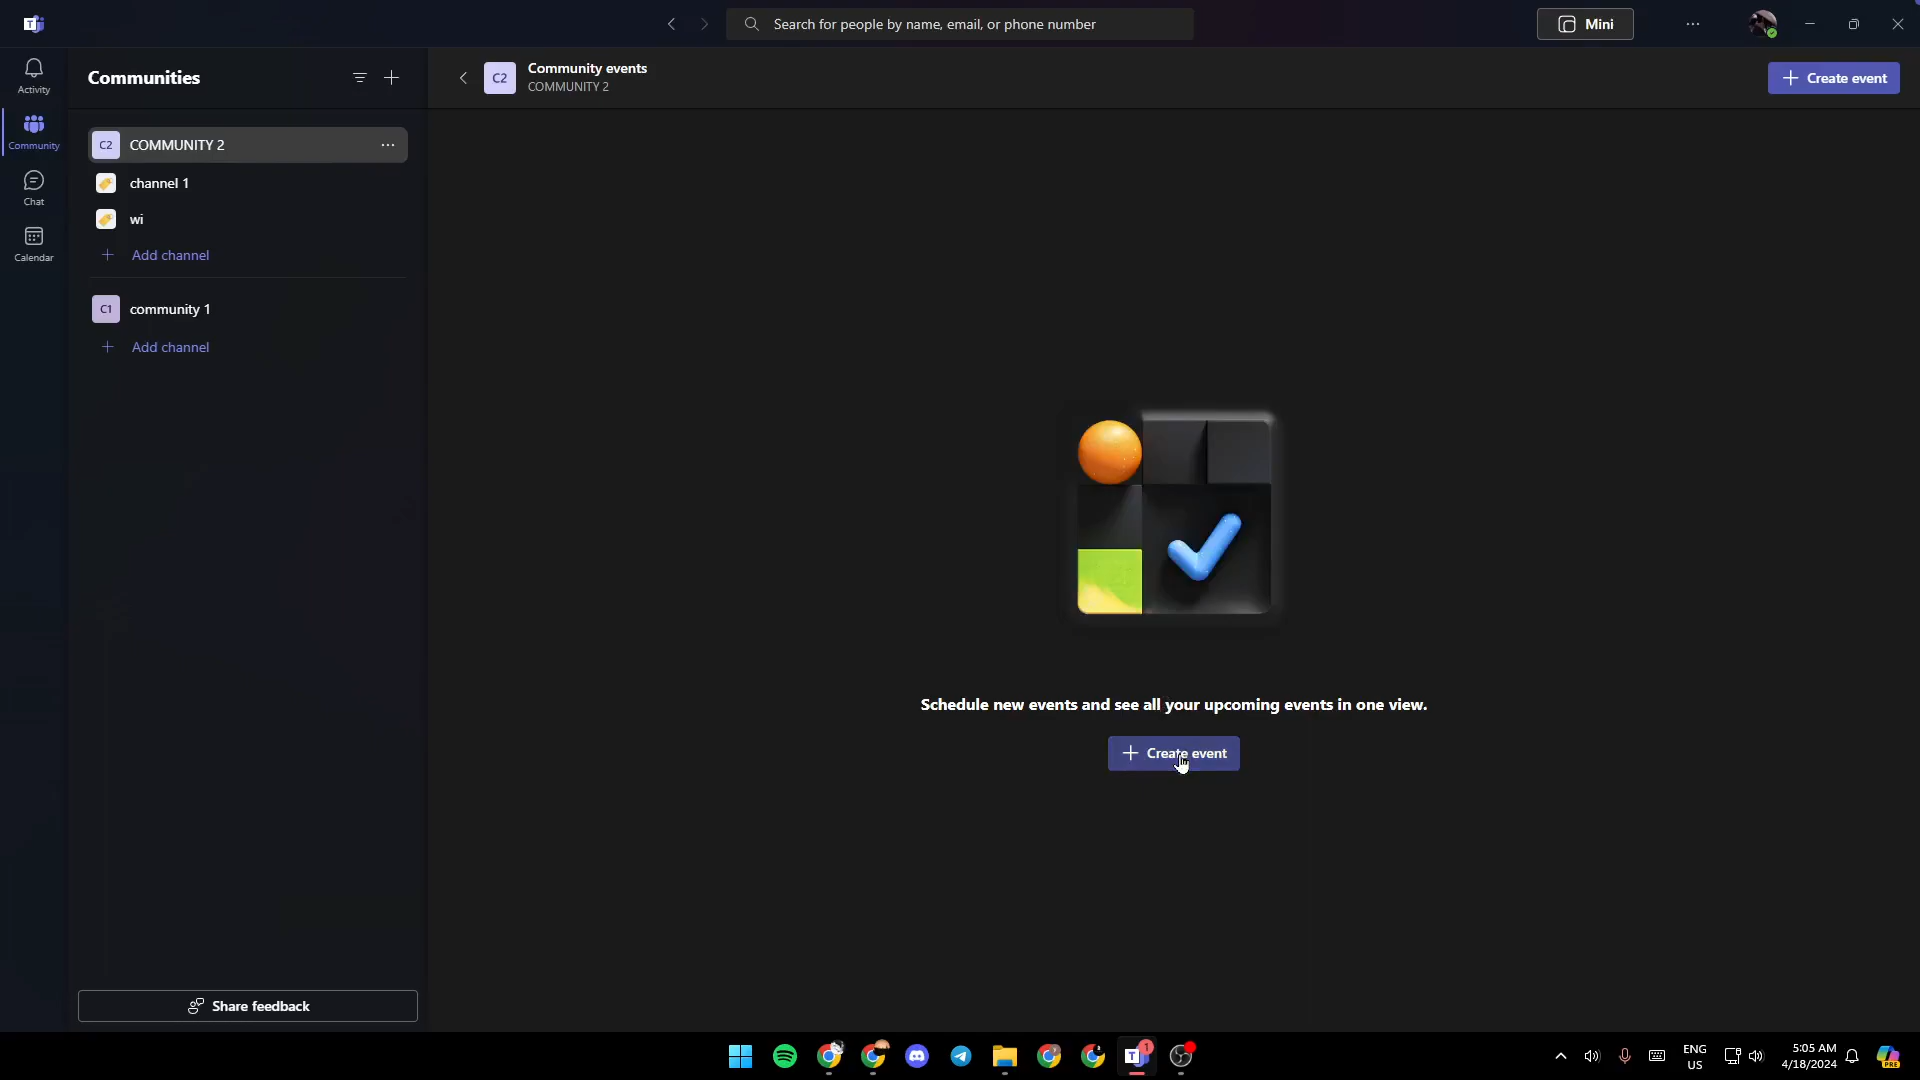 Search for people by name, email, or phone number
Mini
Activity
Community
Chat
Calendar
Communities
C2 COMMUNITY 2
channel 1
wi
Add channel
C1 community 1
Add channel
Share feedback
C2
Community events
COMMUNITY 2
Create event
Schedule new events and see all your upcoming events in one view.
Create event
1
ENG
US
5:05 AM
4/18/2024
PRE